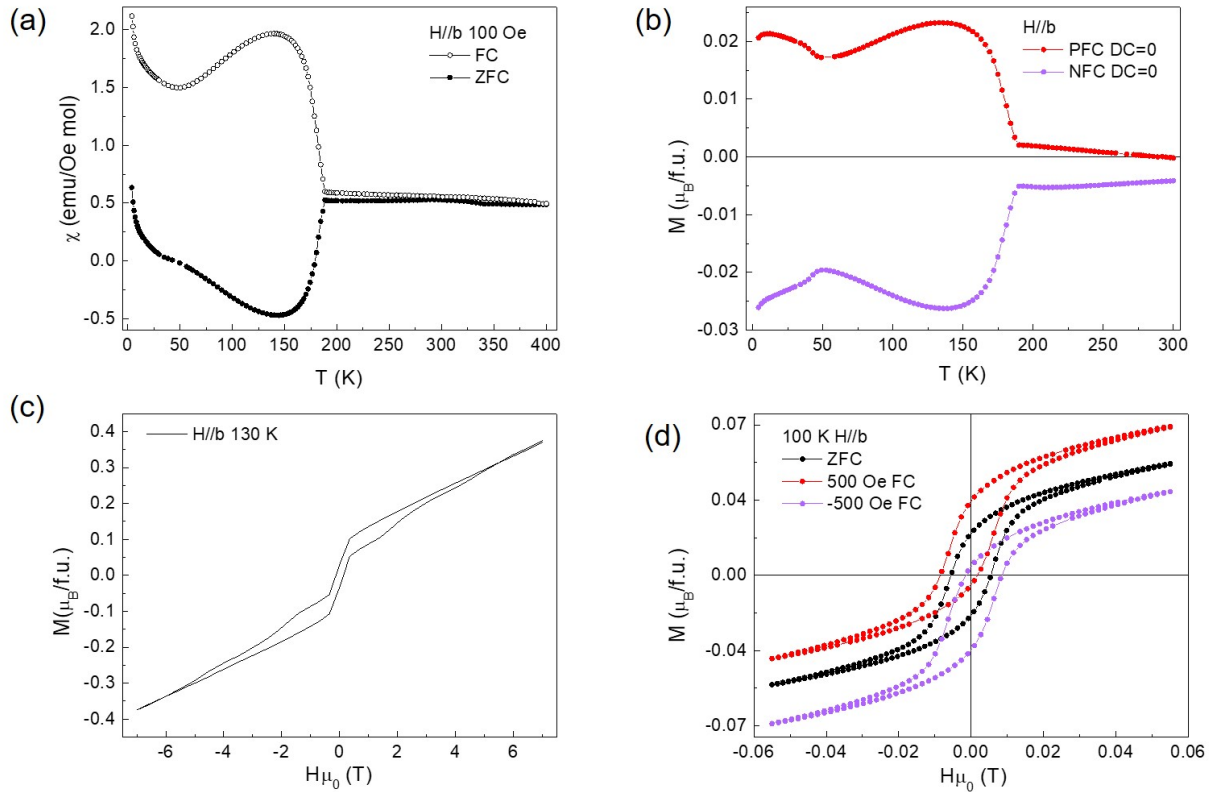 (a)
H//b 100 Oe
FC
ZFC
2.0
1.5
1.0
0.5
0.0
-0.5
χ (emu/Oe mol)
0 50 100 150 200 250 300 350 400
T (K)
(b)
H//b
PFC DC=0
NFC DC=0
0.02
0.01
0.00
-0.01
-0.02
-0.03
M (μB/f.u.)
0 50 100 150 200 250 300
T (K)
(c)
H//b 130 K
0.4
0.3
0.2
0.1
0.0
-0.1
-0.2
-0.3
-0.4
M(μB/f.u.)
-6 -4 -2 0 2 4 6
Hμ0 (T)
(d)
100 K H//b
ZFC
500 Oe FC
-500 Oe FC
0.07
0.04
0.00
-0.04
-0.07
M (μB/f.u.)
-0.06 -0.04 -0.02 0.00 0.02 0.04 0.06
Hμ0 (T)